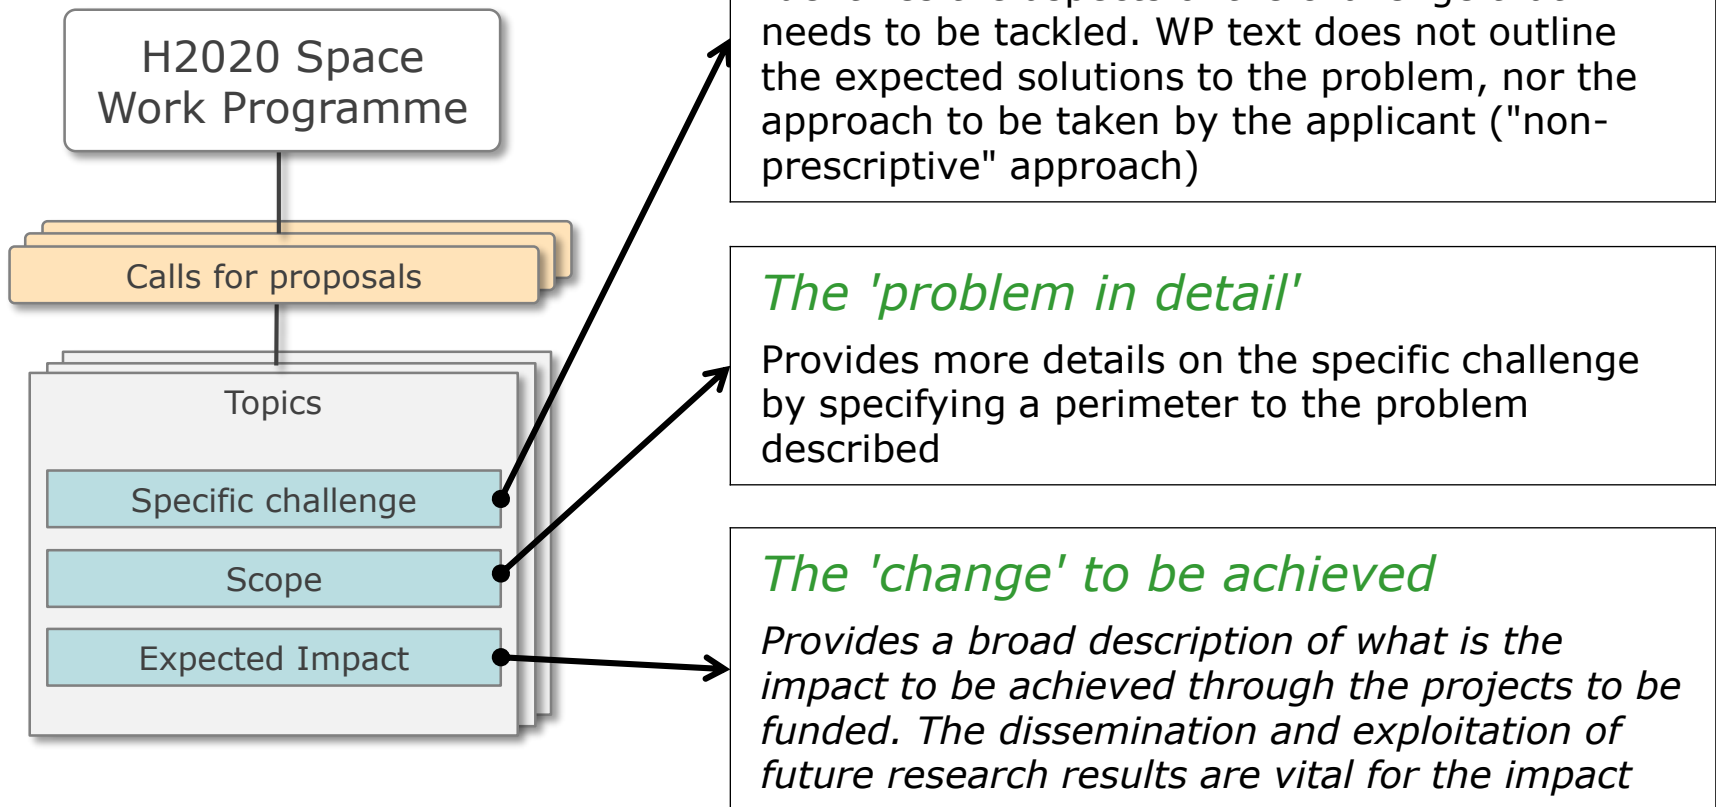 H2020 Space
Work Programme
Calls for proposals
Topics
Specific challenge
Scope
Expected Impact
needs to be tackled. WP text does not outline
the expected solutions to the problem, nor the
approach to be taken by the applicant ("non-
prescriptive" approach)
The 'problem in detail'
Provides more details on the specific challenge
by specifying a perimeter to the problem
described
The 'change' to be achieved
Provides a broad description of what is the
impact to be achieved through the projects to be
funded. The dissemination and exploitation of
future research results are vital for the impact